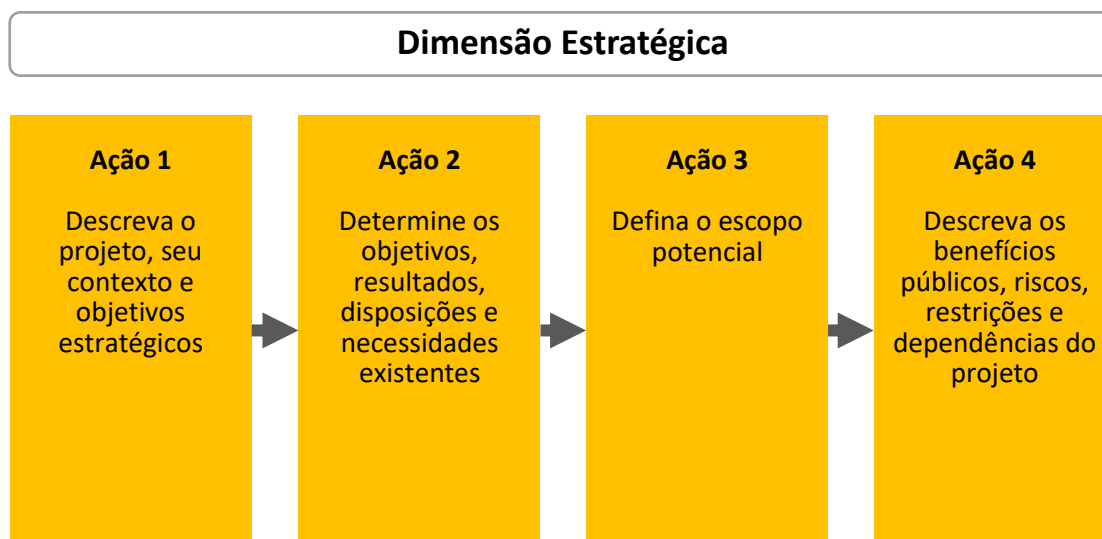 Dimensão Estratégica
Ação 1
Descreva o
projeto, seu
contexto e
objetivos
estratégicos
Ação 2
Determine os
objetivos,
resultados,
disposições e
necessidades
existentes
Ação 3
Defina o escopo
potencial
Ação 4
Descreva os
benefícios
públicos, riscos,
restrições e
dependências do
projeto